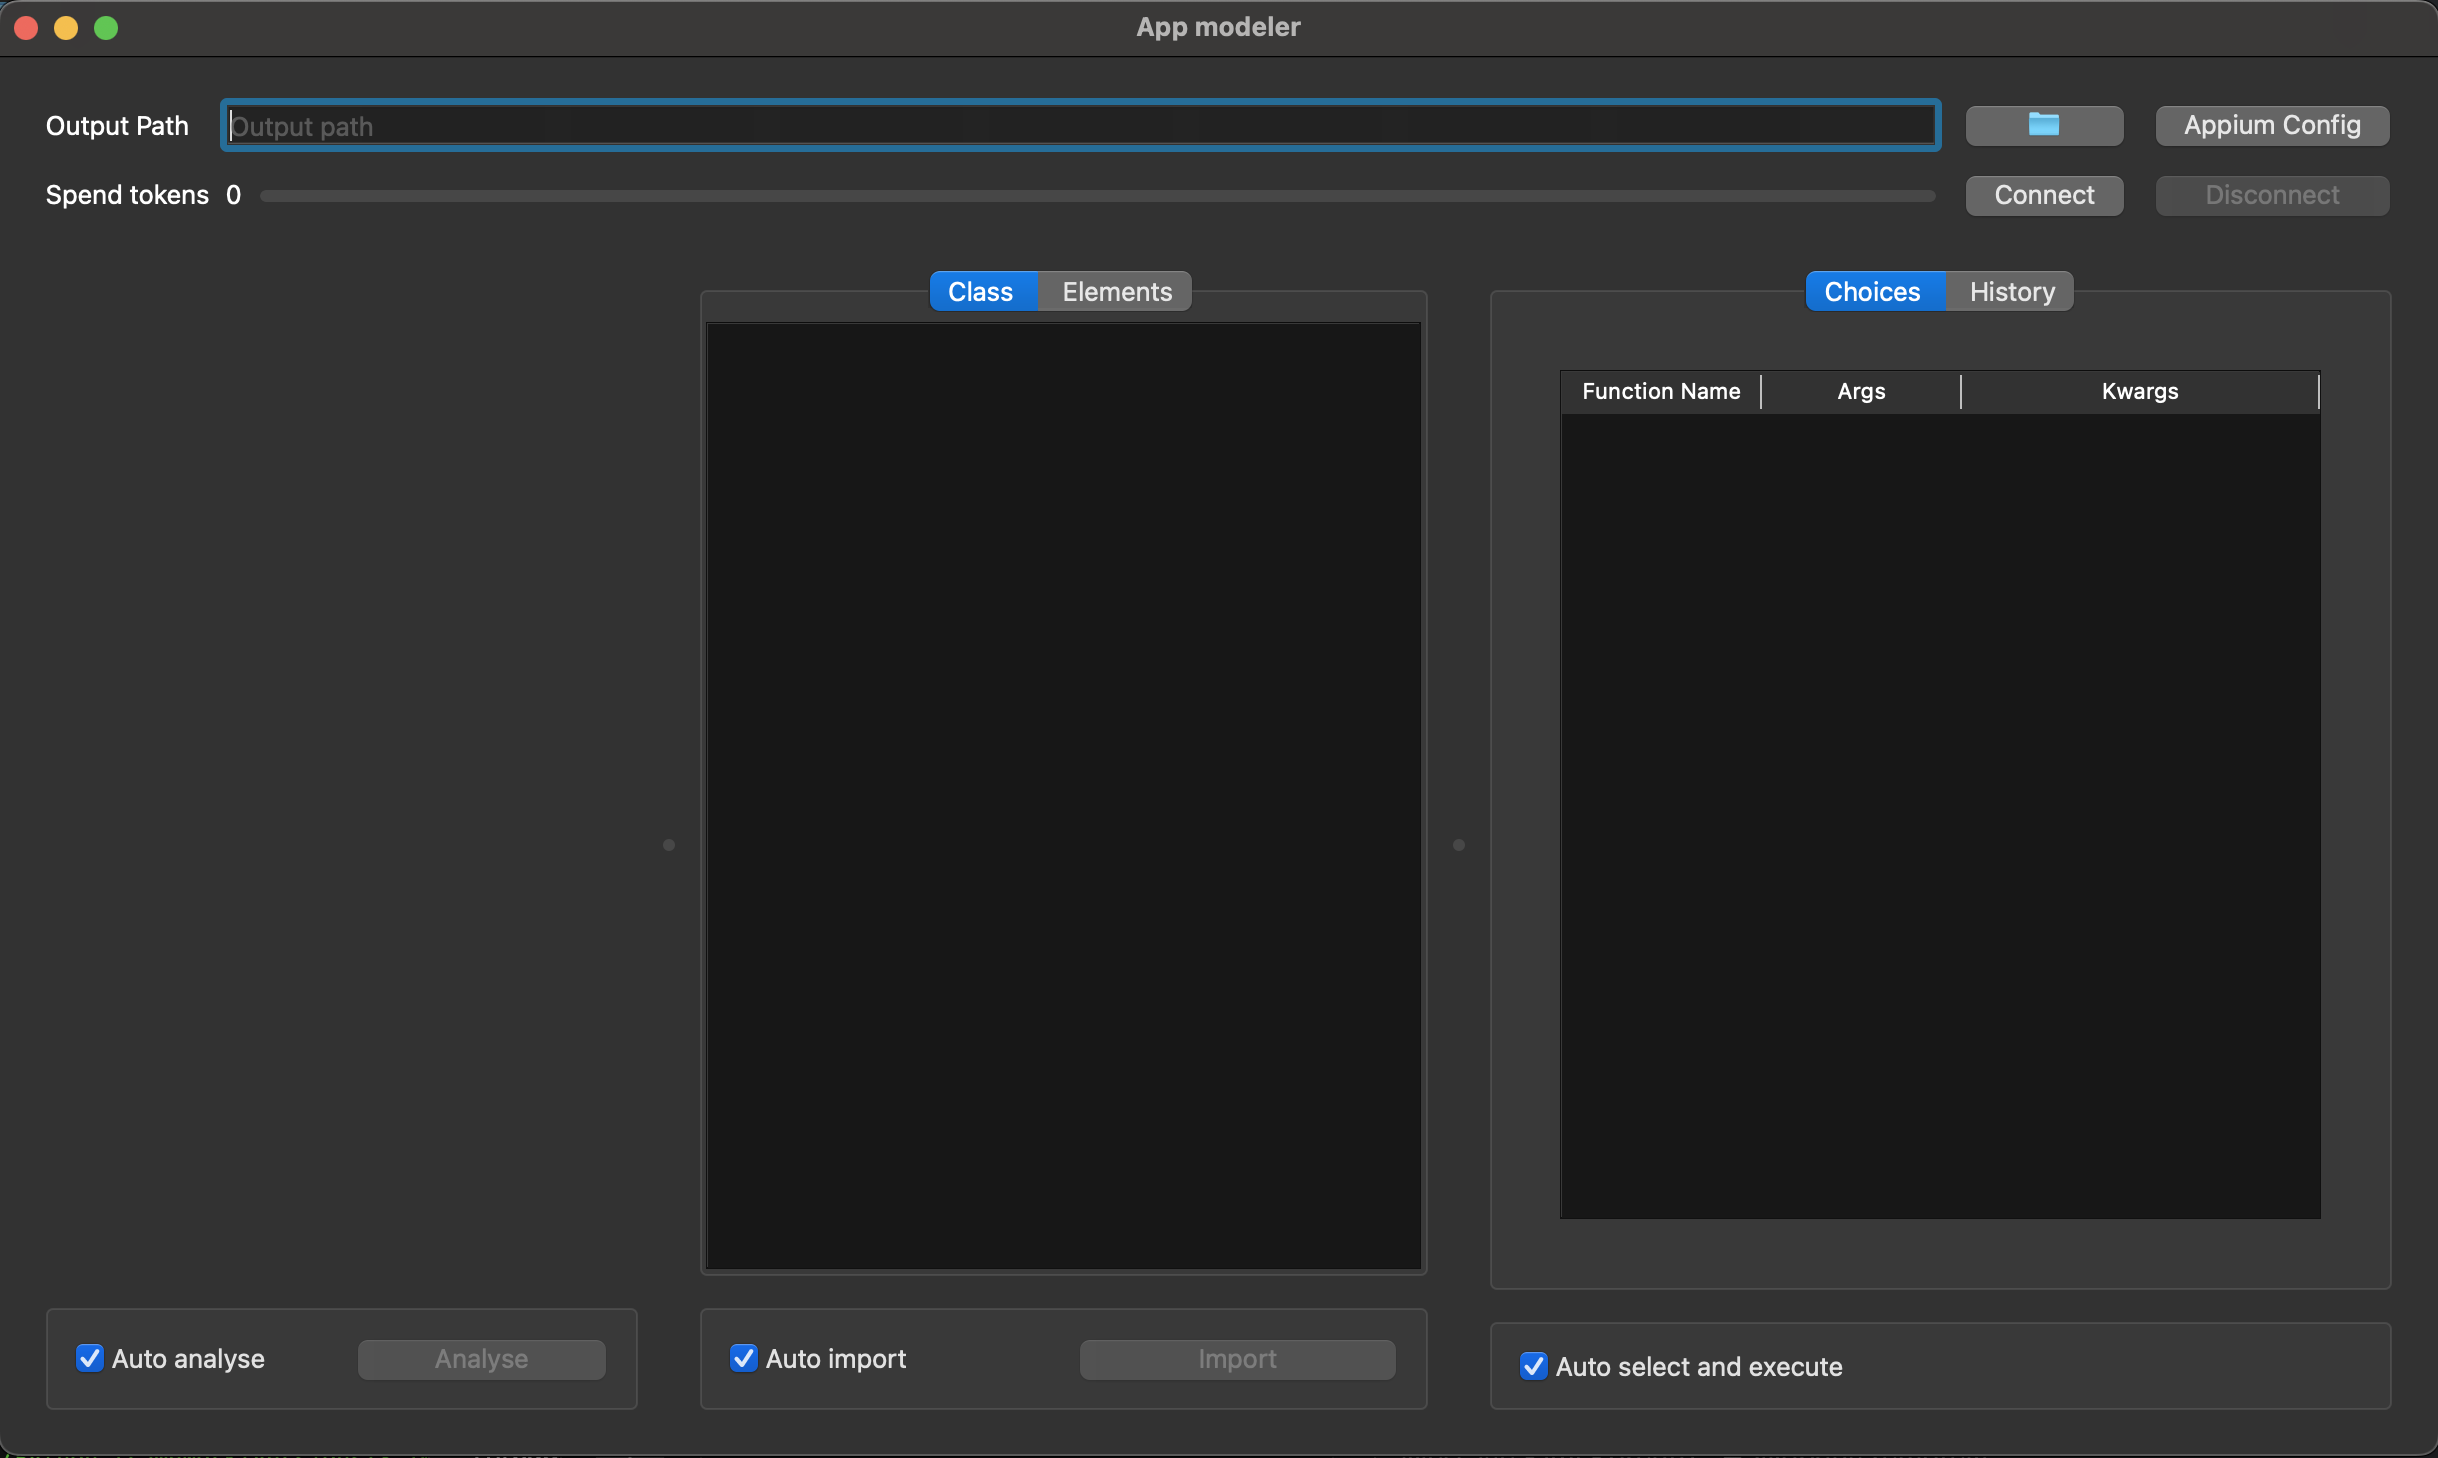 App modeler
Output Path
Output path
Appium Config
Spend tokens 0
Connect
Disconnect
Class
Elements
Choices
History
Function Name
Args
Kwargs
Auto analyse
Analyse
Auto import
Import
Auto select and execute